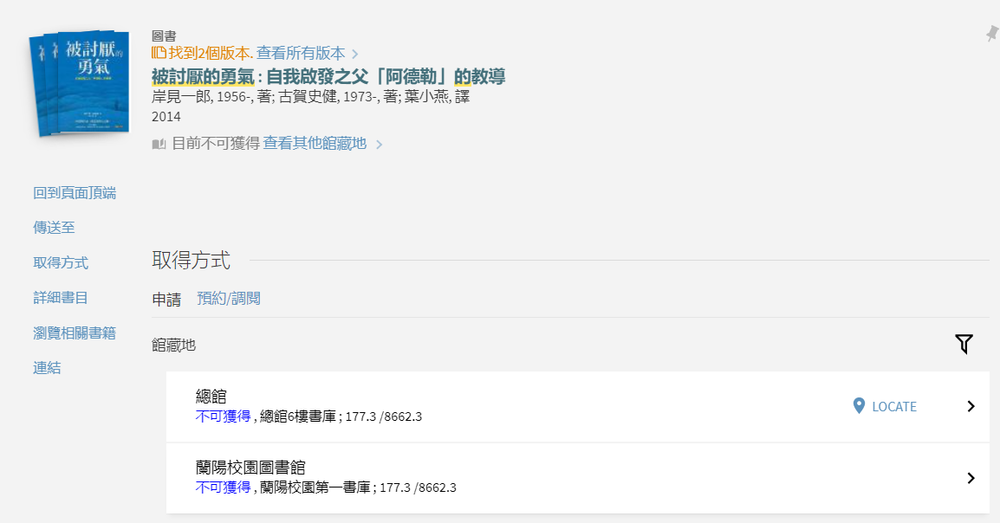 被討厭的
勇氣
圖書
找到2個版本. 查看所有版本
被討厭的勇氣 : 自我啟發之父「阿德勒」的教導
岸見一郎, 1956-, 著; 古賀史健, 1973-, 著; 葉小燕, 譯
2014
目前不可獲得 查看其他館藏地
回到頁面頂端
傳送至
取得方式
詳細書目
瀏覽相關書籍
連結
取得方式
申請 預約/調閱
館藏地
總館
不可獲得 , 總館6樓書庫 ; 177.3 /8662.3
LOCATE
蘭陽校園圖書館
不可獲得 , 蘭陽校園第一書庫 ; 177.3 /8662.3